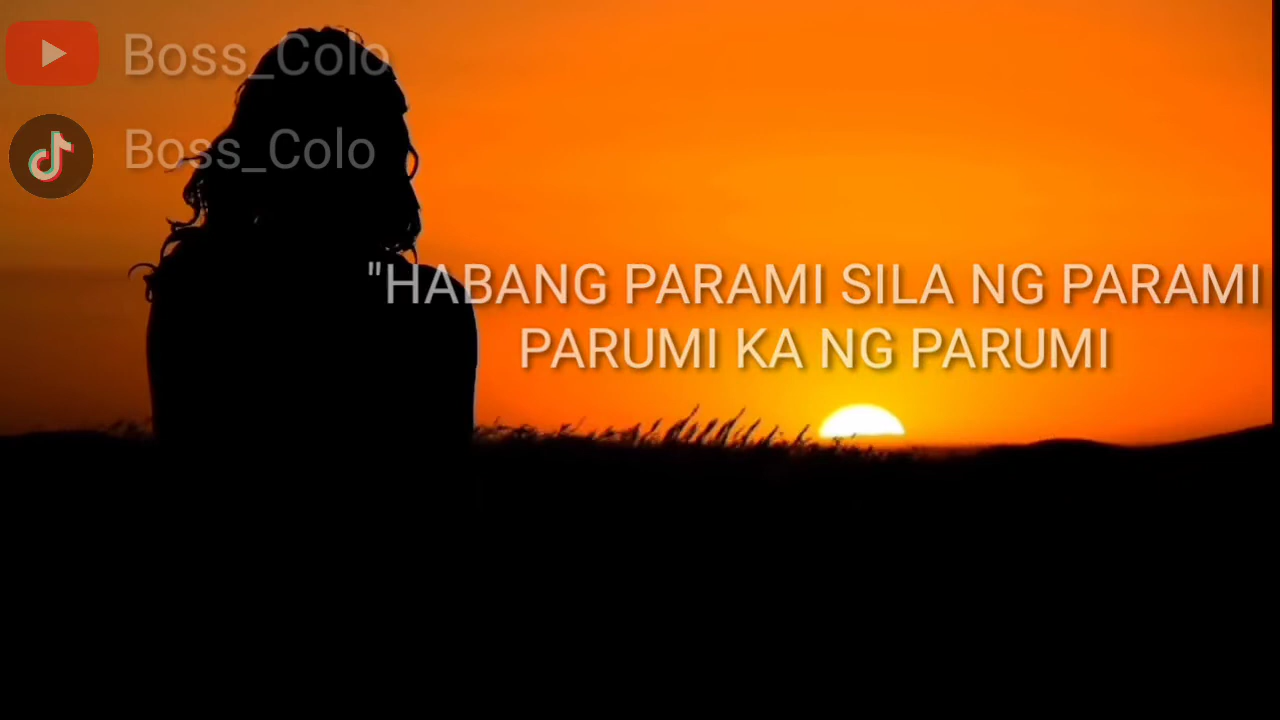 Boss_Colo
Boss_Colo
"HABANG PARAMI SILA NG PARAMI
PARUMI KA NG PARUMI